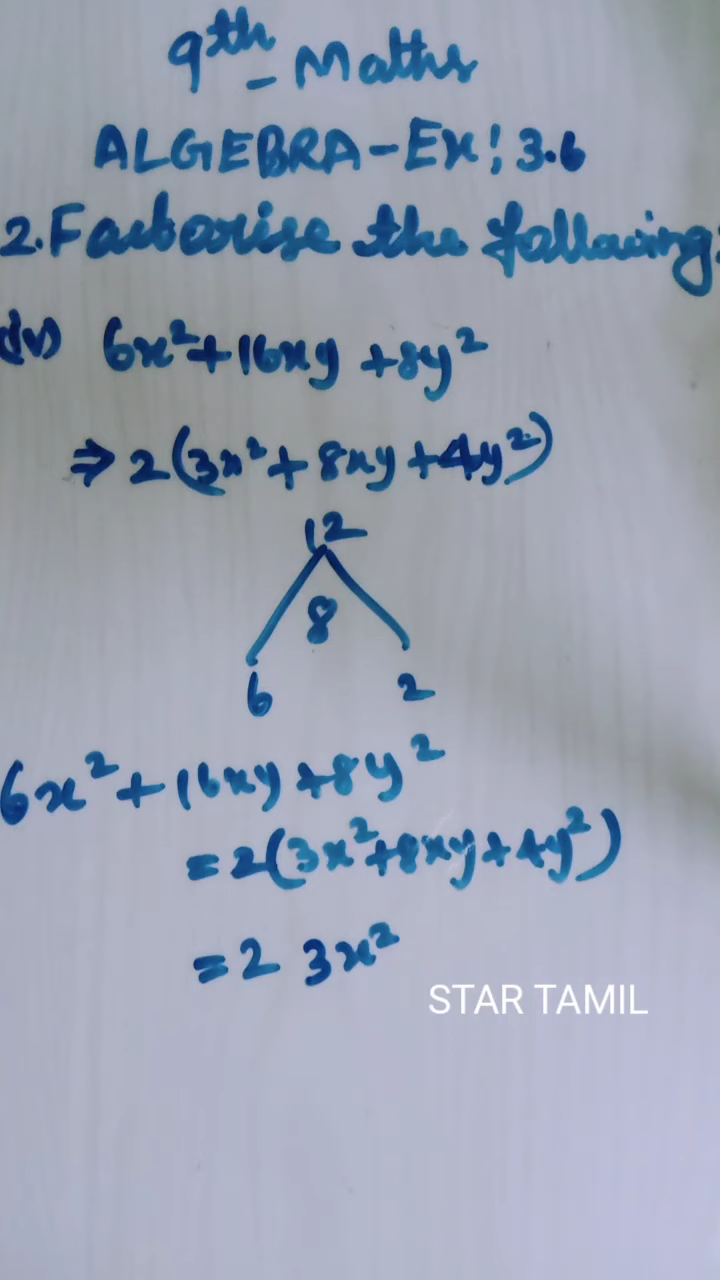 9th - Maths
ALGEBRA - Ex: 3.6
2. Factorise the following:
(iv) 6x²+16xy+8y²
⇒ 2(3x²+8xy+4y²)
12
8
6 2
6x²+16xy+8y²
=2(3x²+8xy+4y²)
=2 3x²
STAR TAMIL